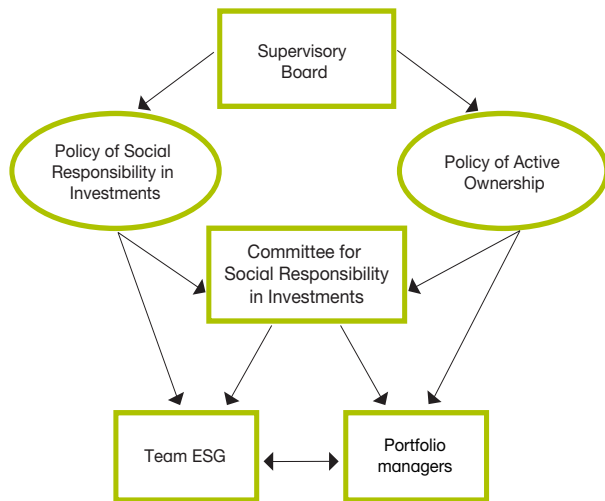 Supervisory
Board
Policy of Social
Responsibility in
Investments
Policy of Active
Ownership
Committee for
Social Responsibility
in Investments
Team ESG
Portfolio
managers